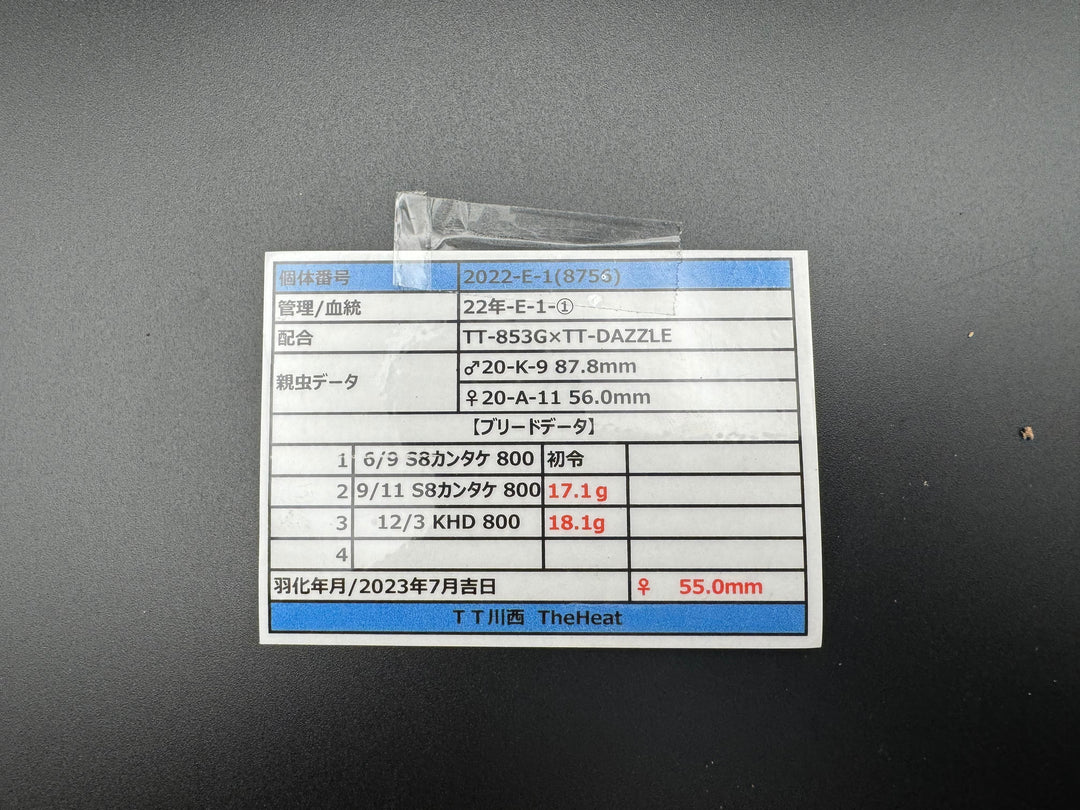 個体番号 2022-E-1(8756)
管理/血統 22年-E-1-①
配合 TT-853G×TT-DAZZLE
親虫データ ♂20-K-9 87.8mm
♀20-A-11 56.0mm
【ブリードデータ】
1 6/9 S8カンタケ 800 初令
2 9/11 S8カンタケ 800 17.1g
3 12/3 KHD 800 18.1g
4
羽化年月/2023年7月吉日 ♀ 55.0mm
ＴＴ川西 TheHeat